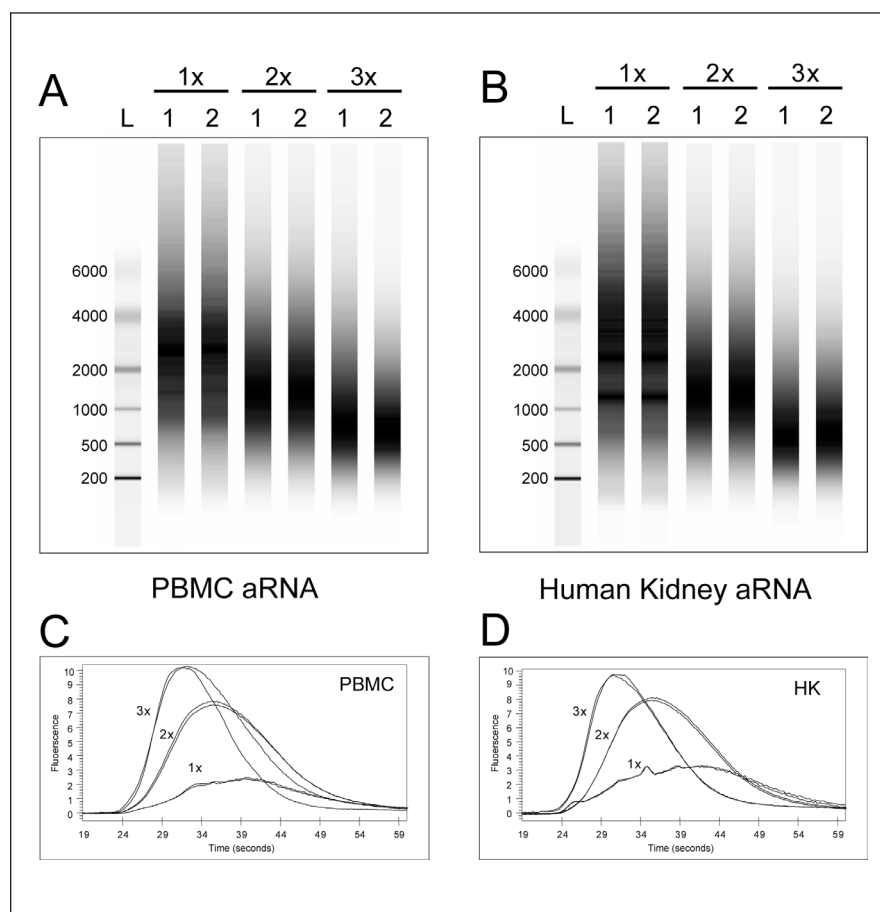 A
1x 2x 3x
L 1 2 1 2 1 2
6000
4000
2000
1000
500
200
PBMC aRNA
B
1x 2x 3x
L 1 2 1 2 1 2
6000
4000
2000
1000
500
200
Human Kidney aRNA
C
PBMC
Fluoerscence
10
9
8
7
6
5
4
3
2
1
0
3x
2x
1x
19 24 29 34 39 44 49 54 59
Time (seconds)
D
HK
Fluoerscence
10
9
8
7
6
5
4
3
2
1
0
3x
2x
1x
19 24 29 34 39 44 49 54 59
Time (seconds)